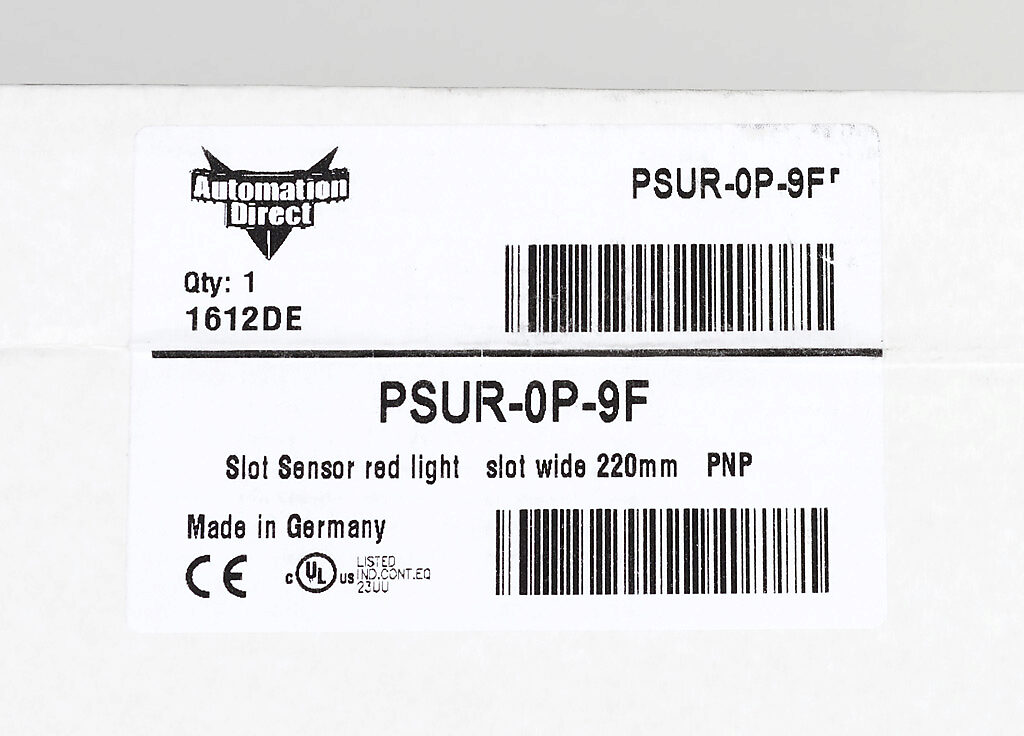 Automation
Direct
PSUR-0P-9F
Qty: 1
1612DE
PSUR-0P-9F
Slot Sensor red light slot wide 220mm PNP
Made in Germany
CE
c UL us LISTED
IND.CONT.EQ
23UU